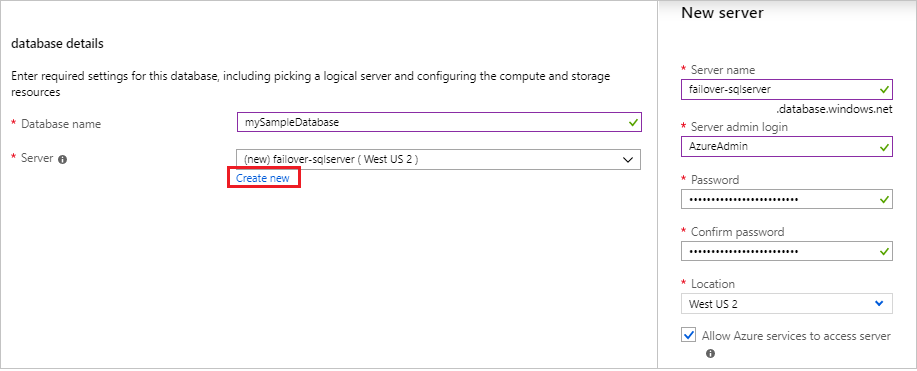 database details
Enter required settings for this database, including picking a logical server and configuring the compute and storage
resources
* Database name
mySampleDatabase
* Server
(new) failover-sqlserver ( West US 2 )
Create new
New server
* Server name
failover-sqlserver
.database.windows.net
* Server admin login
AzureAdmin
* Password
•••••••••••••••••••••••••
* Confirm password
•••••••••••••••••••••••••
* Location
West US 2
Allow Azure services to access server